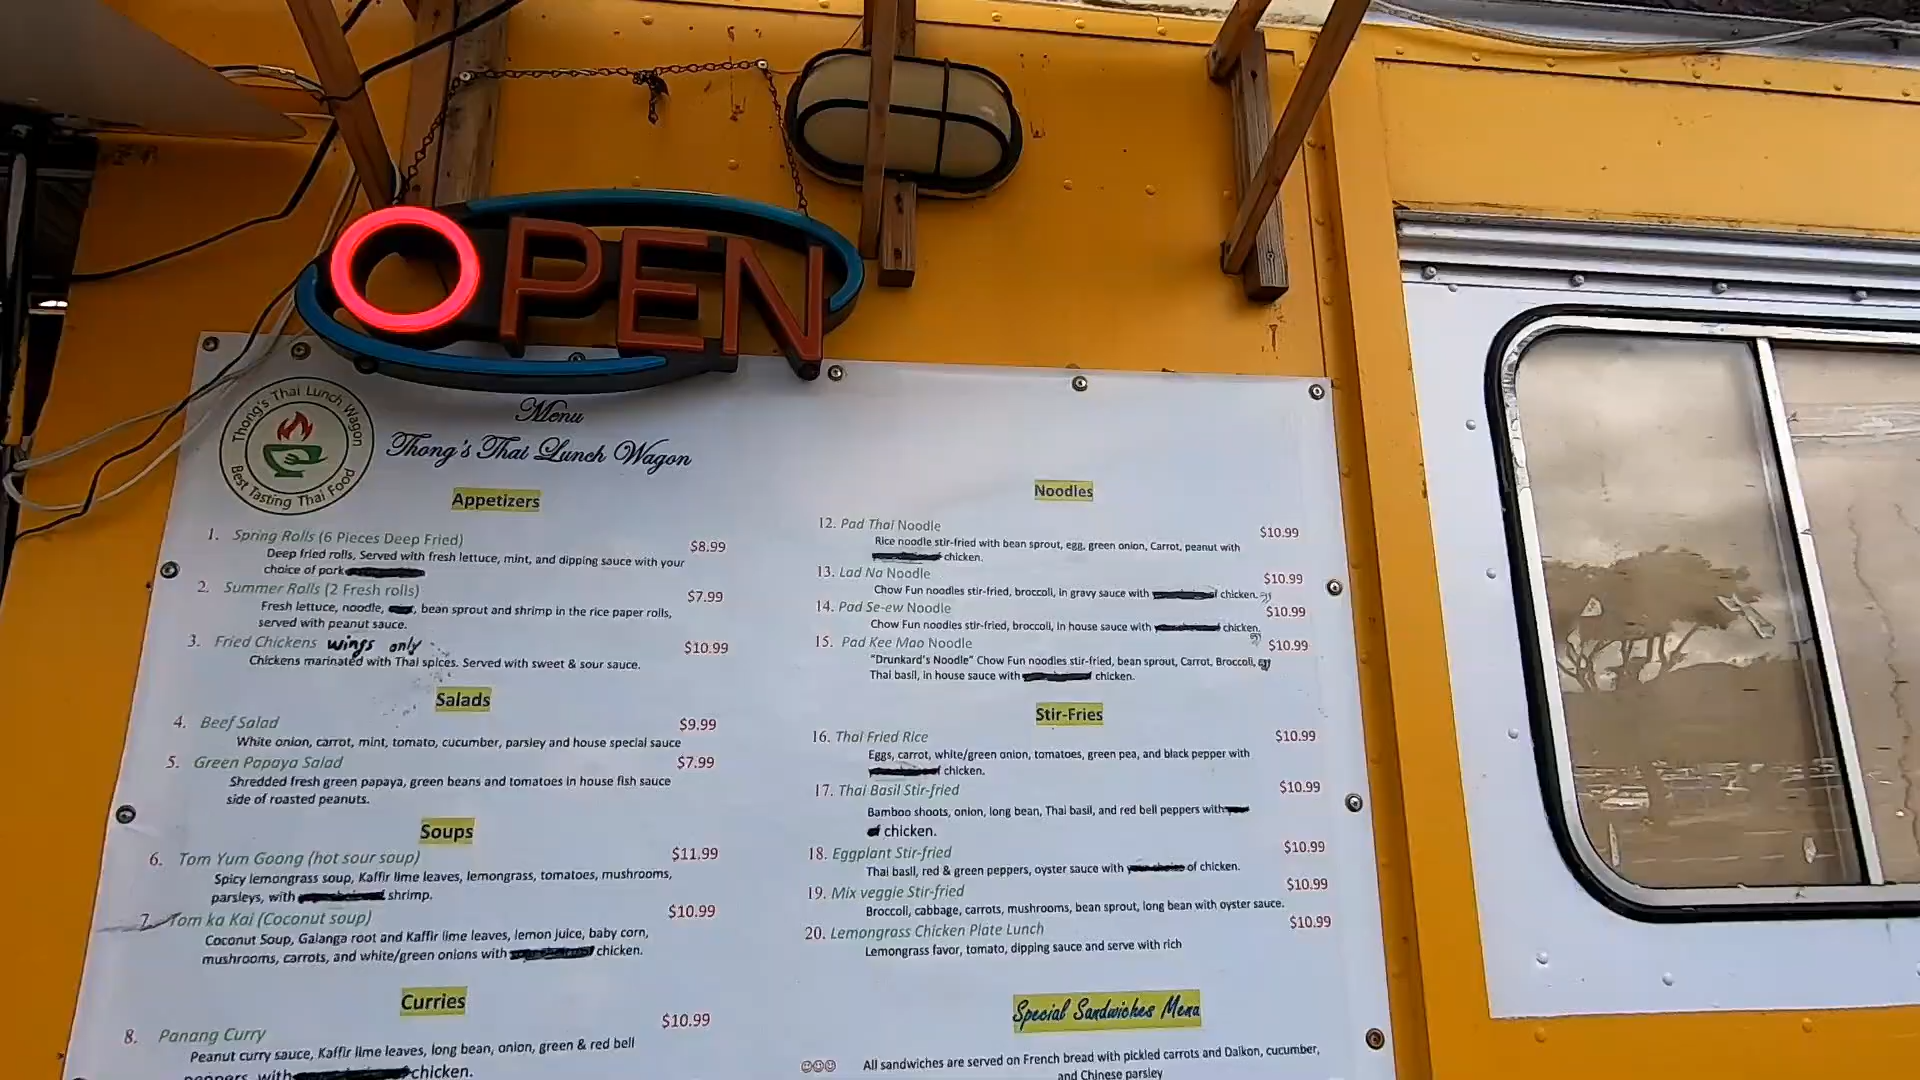 OPEN
Thong's Thai Lunch Wagon
Best Tasting Thai Food
Menu
Thong's Thai Lunch Wagon
Appetizers
1. Spring Rolls (6 Pieces Deep Fried) $8.99
Deep fried rolls, Served with fresh lettuce, mint, and dipping sauce with your
choice of pork
2. Summer Rolls (2 Fresh rolls) $7.99
Fresh lettuce, noodle, bean sprout and shrimp in the rice paper rolls,
served with peanut sauce.
3. Fried Chickens wings only $10.99
Chickens marinated with Thai spices. Served with sweet & sour sauce.
Salads
4. Beef Salad $9.99
White onion, carrot, mint, tomato, cucumber, parsley and house special sauce
5. Green Papaya Salad $7.99
Shredded fresh green papaya, green beans and tomatoes in house fish sauce
side of roasted peanuts.
Soups
6. Tom Yum Goong (hot sour soup) $11.99
Spicy lemongrass soup, Kaffir lime leaves, lemongrass, tomatoes, mushrooms,
parsleys, with shrimp.
7. Tom ka Kai (Coconut soup) $10.99
Coconut Soup, Galanga root and Kaffir lime leaves, lemon juice, baby corn,
mushrooms, carrots, and white/green onions with chicken.
Curries
8. Panang Curry $10.99
Peanut curry sauce, Kaffir lime leaves, long bean, onion, green & red bell
peppers, with chicken.
Noodles
12. Pad Thai Noodle $10.99
Rice noodle stir-fried with bean sprout, egg, green onion, Carrot, peanut with
chicken.
13. Lad Na Noodle $10.99
Chow Fun noodles stir-fried, broccoli, in gravy sauce with chicken.
14. Pad Se-ew Noodle $10.99
Chow Fun noodles stir-fried, broccoli, in house sauce with chicken.
15. Pad Kee Mao Noodle $10.99
"Drunkard's Noodle" Chow Fun noodles stir-fried, bean sprout, Carrot, Broccoli,
Thai basil, in house sauce with chicken.
Stir-Fries
16. Thai Fried Rice $10.99
Eggs, carrot, white/green onion, tomatoes, green pea, and black pepper with
chicken.
17. Thai Basil Stir-fried $10.99
Bamboo shoots, onion, long bean, Thai basil, and red bell peppers with
chicken.
18. Eggplant Stir-fried $10.99
Thai basil, red & green peppers, oyster sauce with of chicken.
19. Mix veggie Stir-fried $10.99
Broccoli, cabbage, carrots, mushrooms, bean sprout, long bean with oyster sauce.
20. Lemongrass Chicken Plate Lunch $10.99
Lemongrass favor, tomato, dipping sauce and serve with rich
Special Sandwiches Menu
All sandwiches are served on French bread with pickled carrots and Daikon, cucumber,
and Chinese parsley